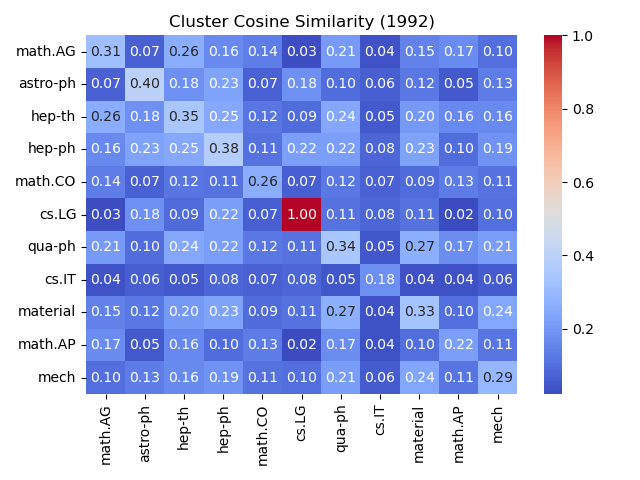 Cluster Cosine Similarity (1992)
math.AG 0.31 0.07 0.26 0.16 0.14 0.03 0.21 0.04 0.15 0.17 0.10
astro-ph 0.07 0.40 0.18 0.23 0.07 0.18 0.10 0.06 0.12 0.05 0.13
hep-th 0.26 0.18 0.35 0.25 0.12 0.09 0.24 0.05 0.20 0.16 0.16
hep-ph 0.16 0.23 0.25 0.38 0.11 0.22 0.22 0.08 0.23 0.10 0.19
math.CO 0.14 0.07 0.12 0.11 0.26 0.07 0.12 0.07 0.09 0.13 0.11
cs.LG 0.03 0.18 0.09 0.22 0.07 1.00 0.11 0.08 0.11 0.02 0.10
qua-ph 0.21 0.10 0.24 0.22 0.12 0.11 0.34 0.05 0.27 0.17 0.21
cs.IT 0.04 0.06 0.05 0.08 0.07 0.08 0.05 0.18 0.04 0.04 0.06
material 0.15 0.12 0.20 0.23 0.09 0.11 0.27 0.04 0.33 0.10 0.24
math.AP 0.17 0.05 0.16 0.10 0.13 0.02 0.17 0.04 0.10 0.22 0.11
mech 0.10 0.13 0.16 0.19 0.11 0.10 0.21 0.06 0.24 0.11 0.29
math.AG astro-ph hep-th hep-ph math.CO cs.LG qua-ph cs.IT material math.AP mech
1.0
0.8
0.6
0.4
0.2